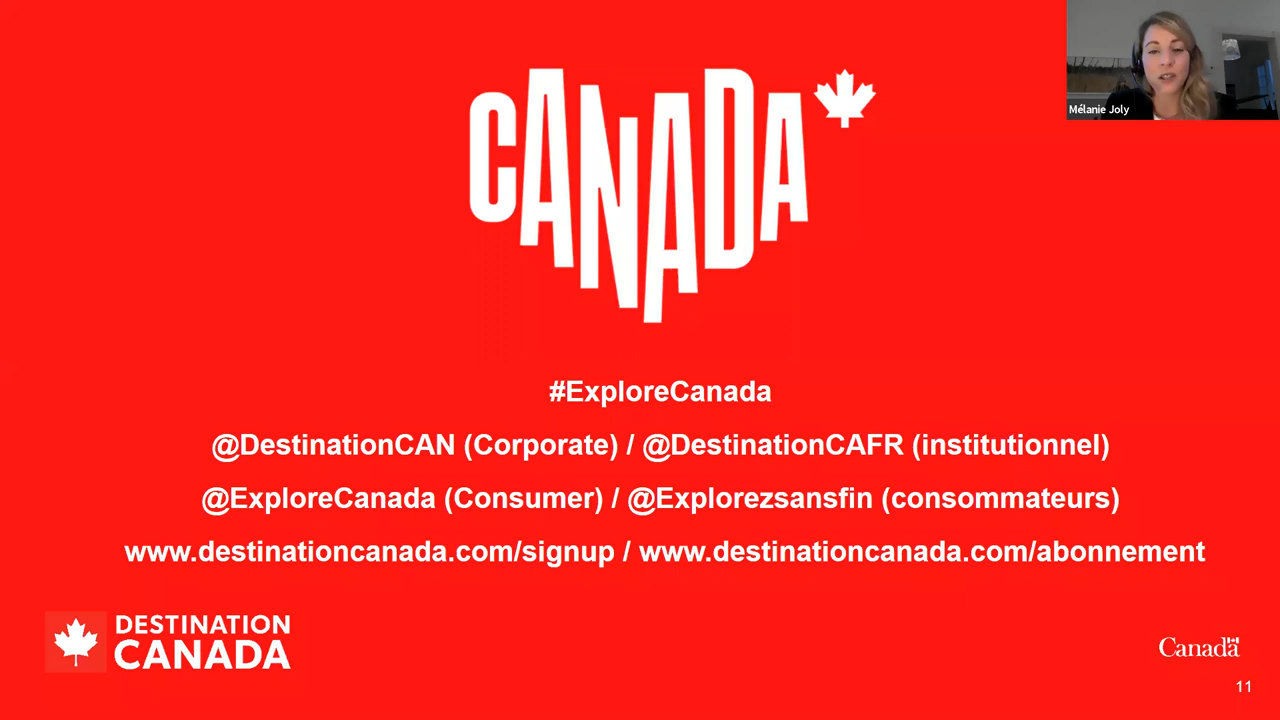 CANADA
Mélanie Joly
#ExploreCanada
@DestinationCAN (Corporate) / @DestinationCAFR (institutionnel)
@ExploreCanada (Consumer) / @Explorezsansfin (consommateurs)
www.destinationcanada.com/signup / www.destinationcanada.com/abonnement
DESTINATION
CANADA
Canada
11